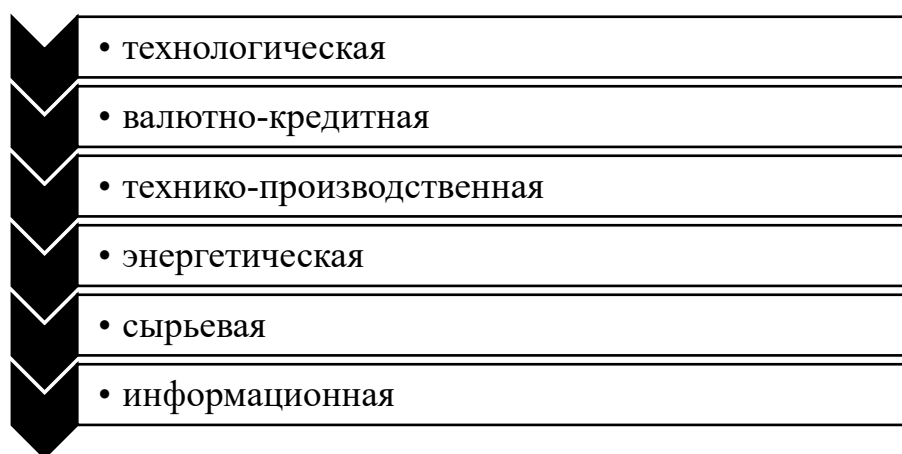 • технологическая
• валютно-кредитная
• технико-производственная
• энергетическая
• сырьевая
• информационная